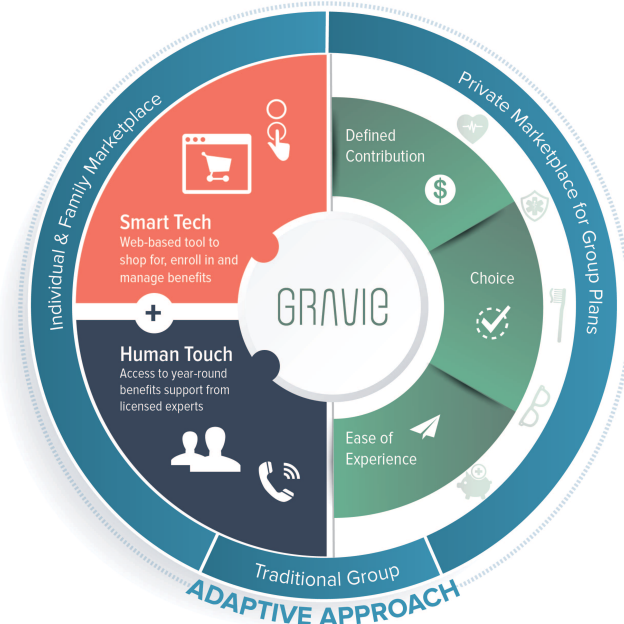 Individual & Family Marketplace
Private Marketplace for Group Plans
Smart Tech
Web-based tool to
shop for, enroll in and
manage benefits
+
Human Touch
Access to year-round
benefits support from
licensed experts
GRAVIE
Defined
Contribution
$
Choice
Ease of
Experience
Traditional Group
ADAPTIVE APPROACH